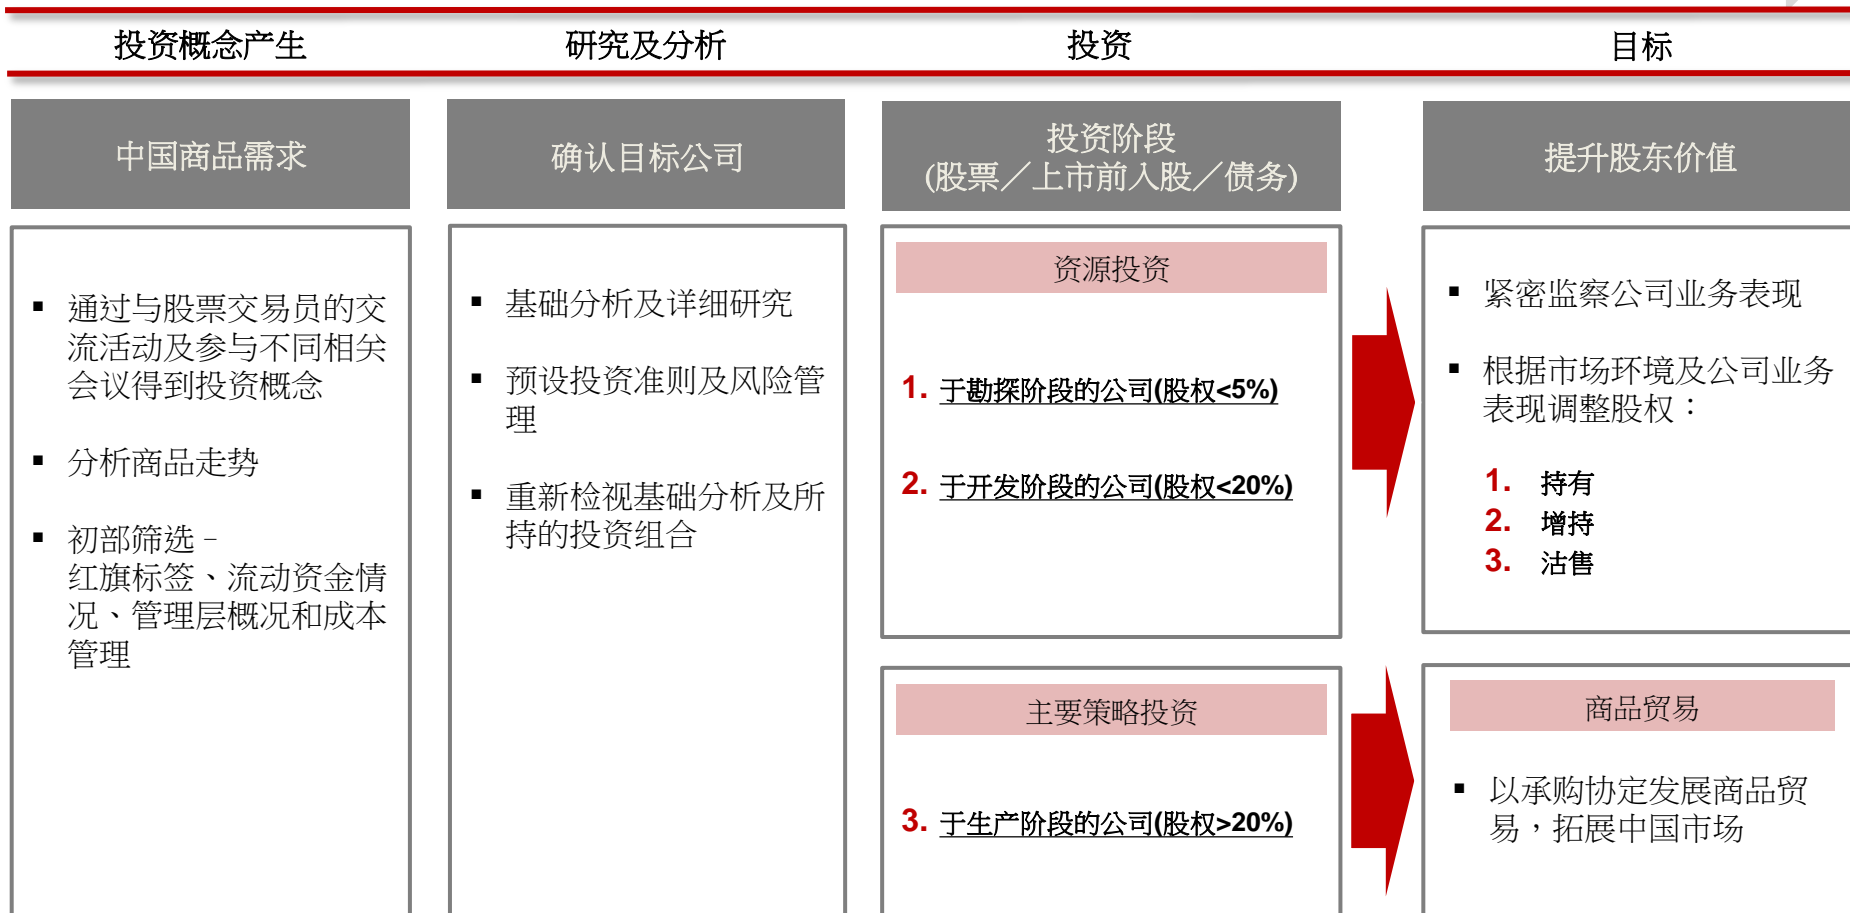 投资概念产生
研究及分析
投资
目标
中国商品需求
确认目标公司
投资阶段
(股票／上市前入股／债务)
提升股东价值
▪ 通过与股票交易员的交
流活动及参与不同相关
会议得到投资概念
▪ 分析商品走势
▪ 初部筛选–
红旗标签、流动资金情
况、管理层概况和成本
管理
▪ 基础分析及详细研究
▪ 预设投资准则及风险管
理
▪ 重新检视基础分析及所
持的投资组合
资源投资
1. 于勘探阶段的公司(股权<5%)
2. 于开发阶段的公司(股权<20%)
主要策略投资
3. 于生产阶段的公司(股权>20%)
▪ 紧密监察公司业务表现
▪ 根据市场环境及公司业务
表现调整股权：
1. 持有
2. 增持
3. 沽售
商品贸易
▪ 以承购协定发展商品贸
易，拓展中国市场